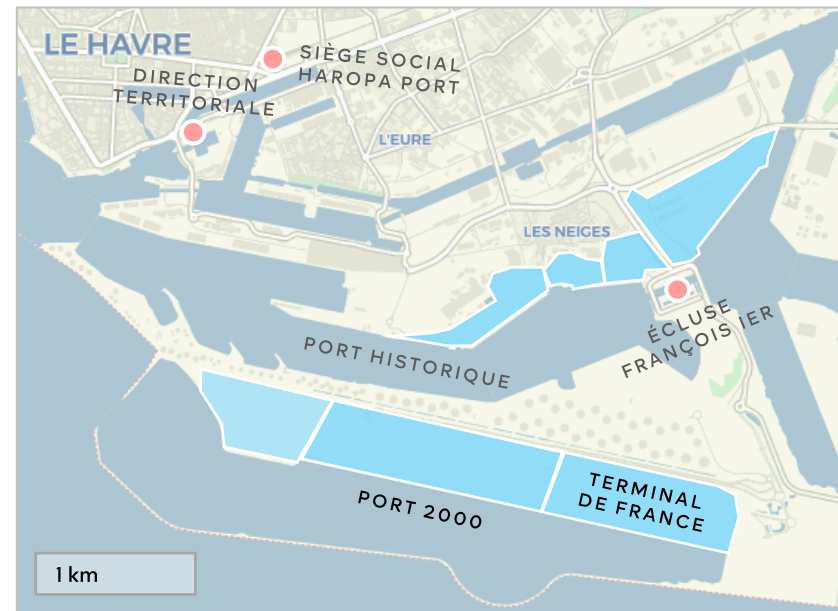 LE HAVRE
SIÈGE SOCIAL
HAROPA PORT
DIRECTION
TERRITORIALE
L'EURE
LES NEIGES
ÉCLUSE
FRANÇOIS IER
PORT HISTORIQUE
TERMINAL
DE FRANCE
PORT 2000
1 km